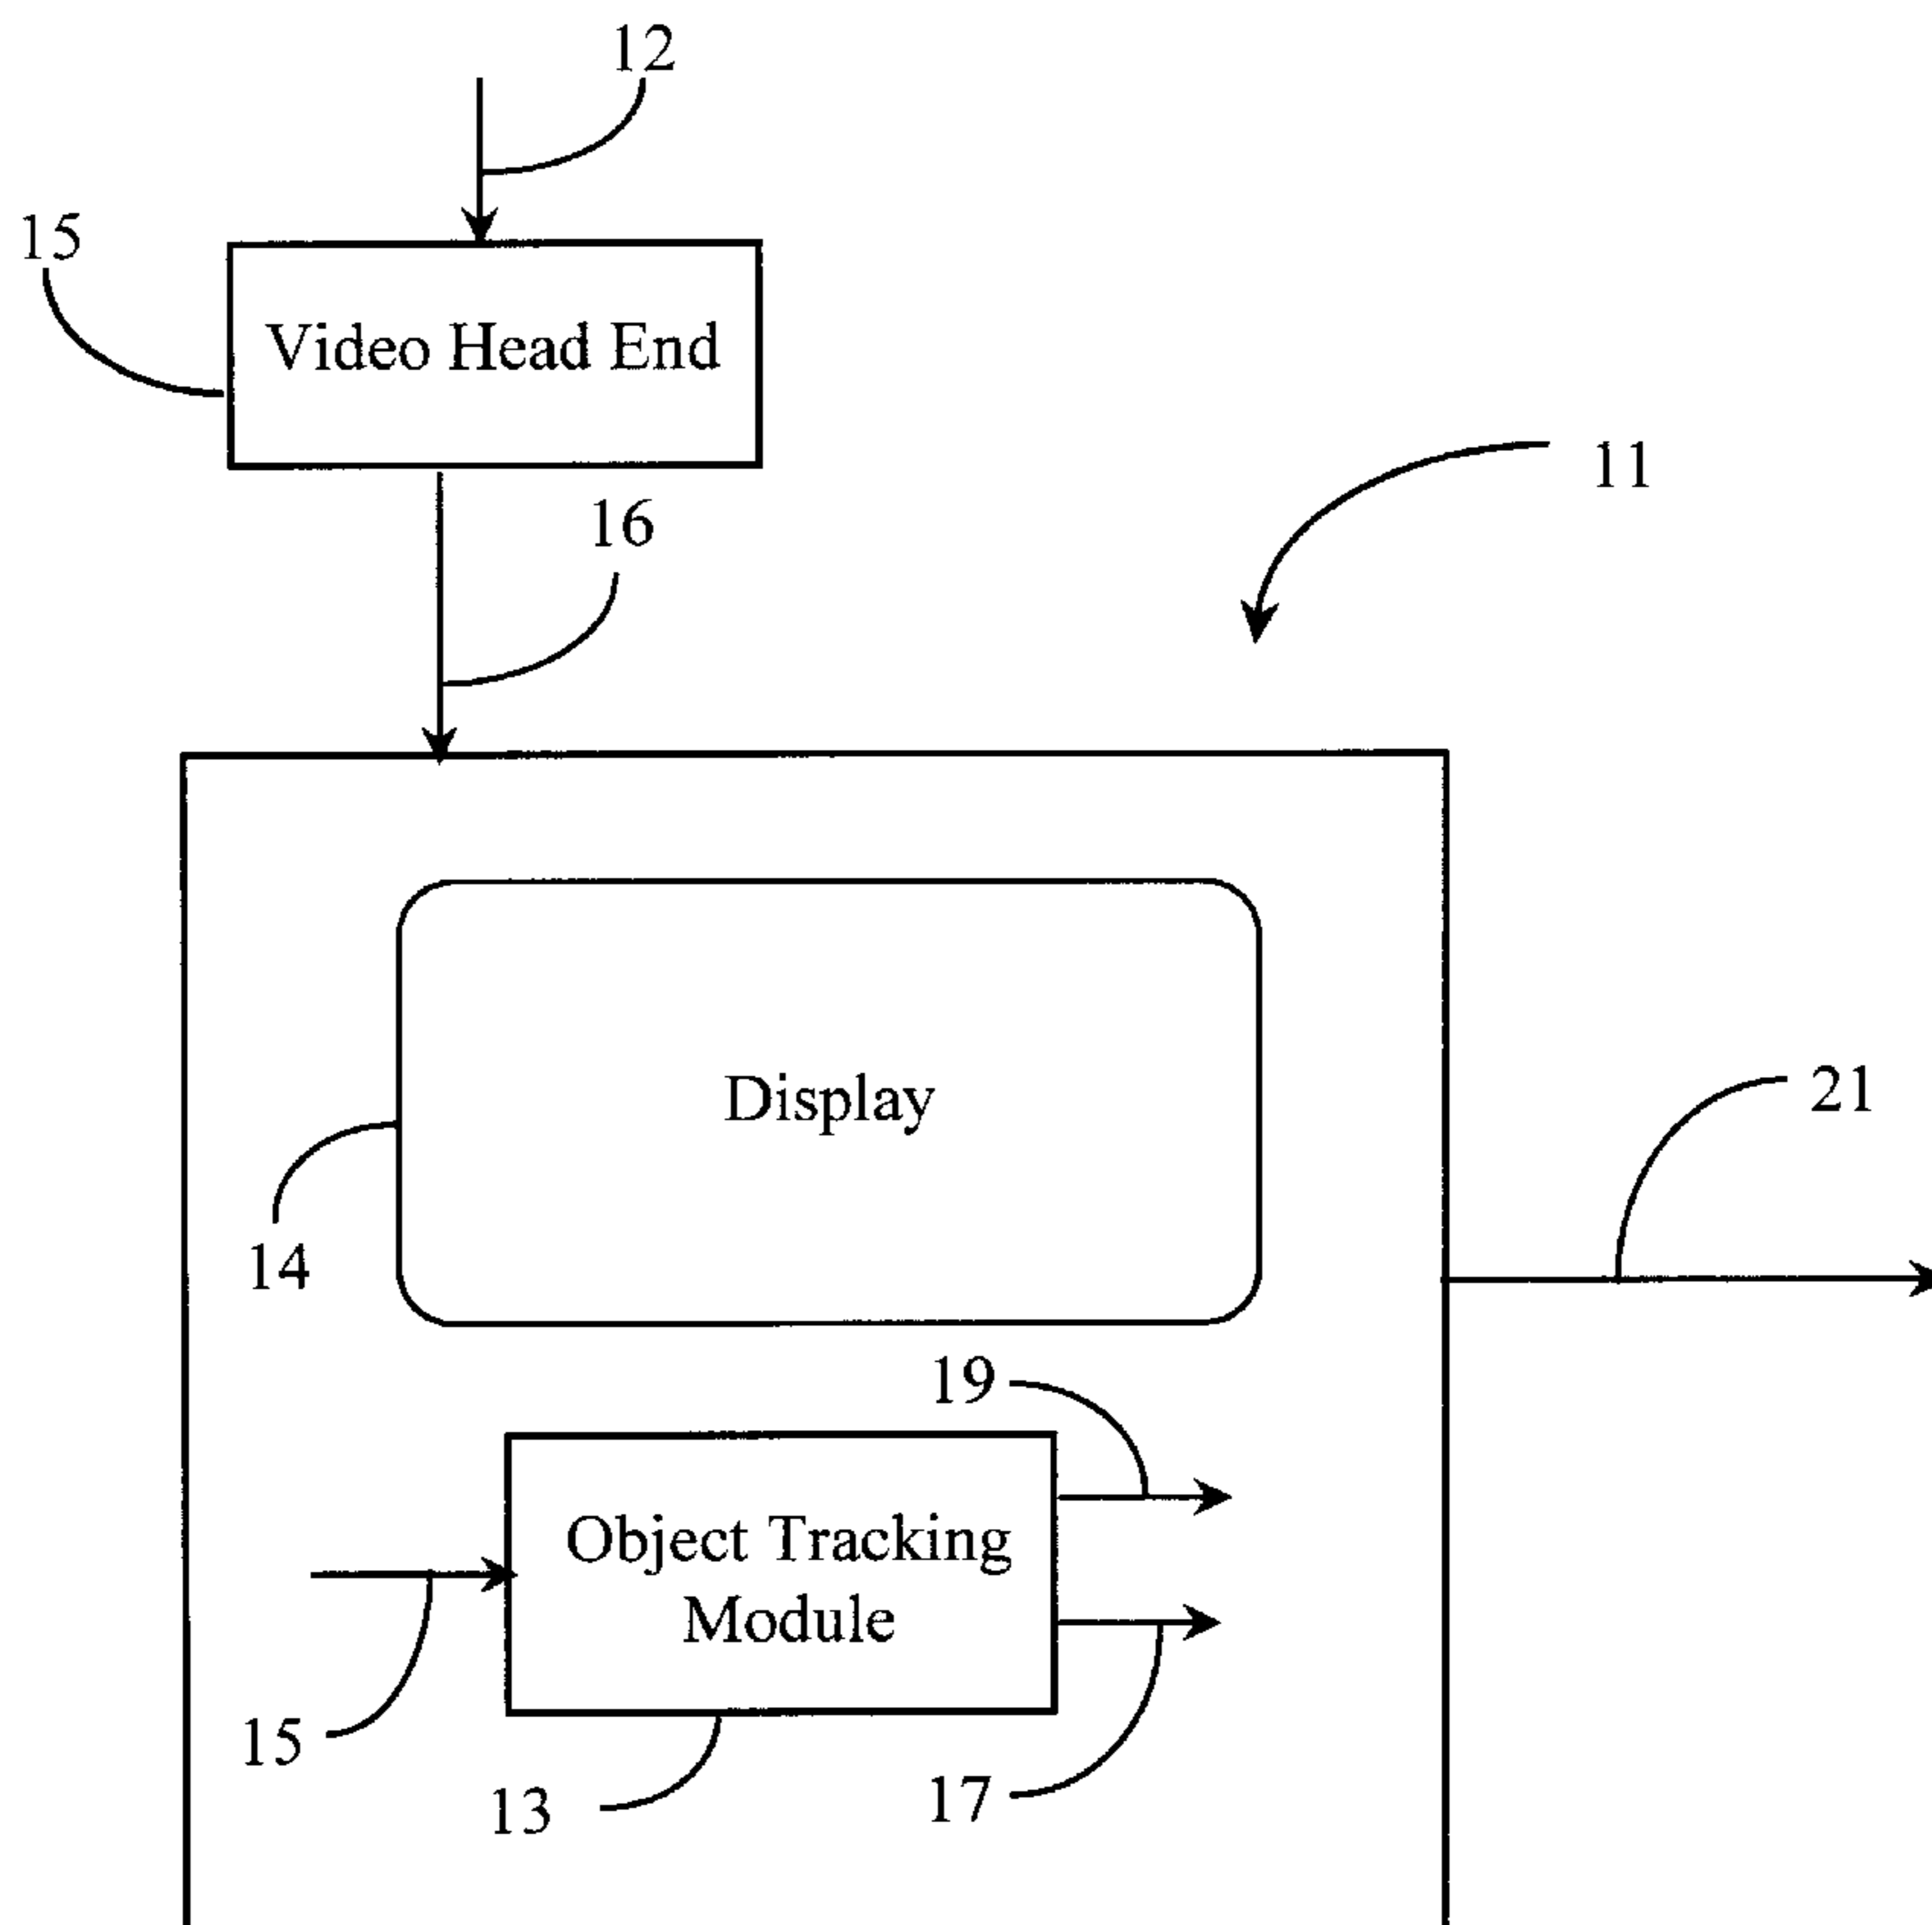 12
15
Video Head End
11
16
Display
21
14
19
Object Tracking
Module
15
17
13